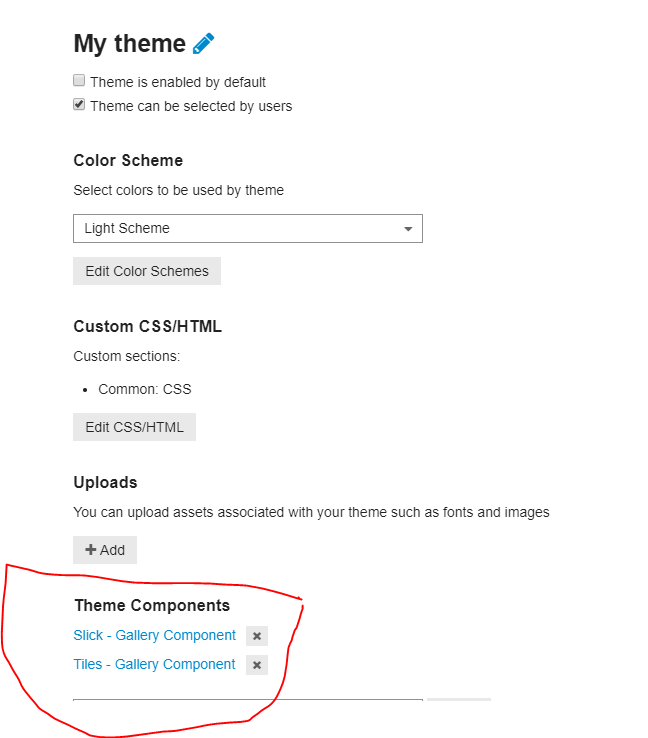 My theme
Theme is enabled by default
Theme can be selected by users
Color Scheme
Select colors to be used by theme
Light Scheme
Edit Color Schemes
Custom CSS/HTML
Custom sections:
• Common: CSS
Edit CSS/HTML
Uploads
You can upload assets associated with your theme such as fonts and images
+ Add
Theme Components
Slick - Gallery Component ×
Tiles - Gallery Component ×